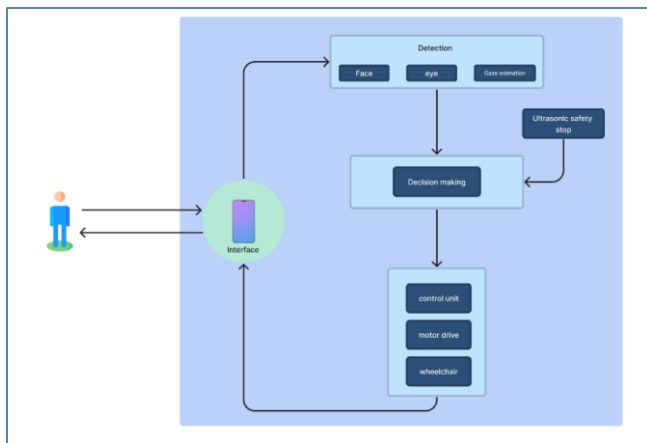 Detection
Face
eye
Gaze estimation
Ultrasonic safety
stop
Decision making
Interface
control unit
motor drive
wheelchair